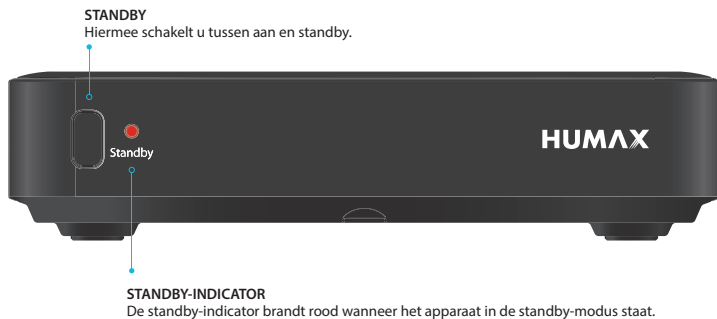 STANDBY
Hiermee schakelt u tussen aan en standby.
HUMAX
Standby
STANDBY-INDICATOR
De standby-indicator brandt rood wanneer het apparaat in de standby-modus staat.